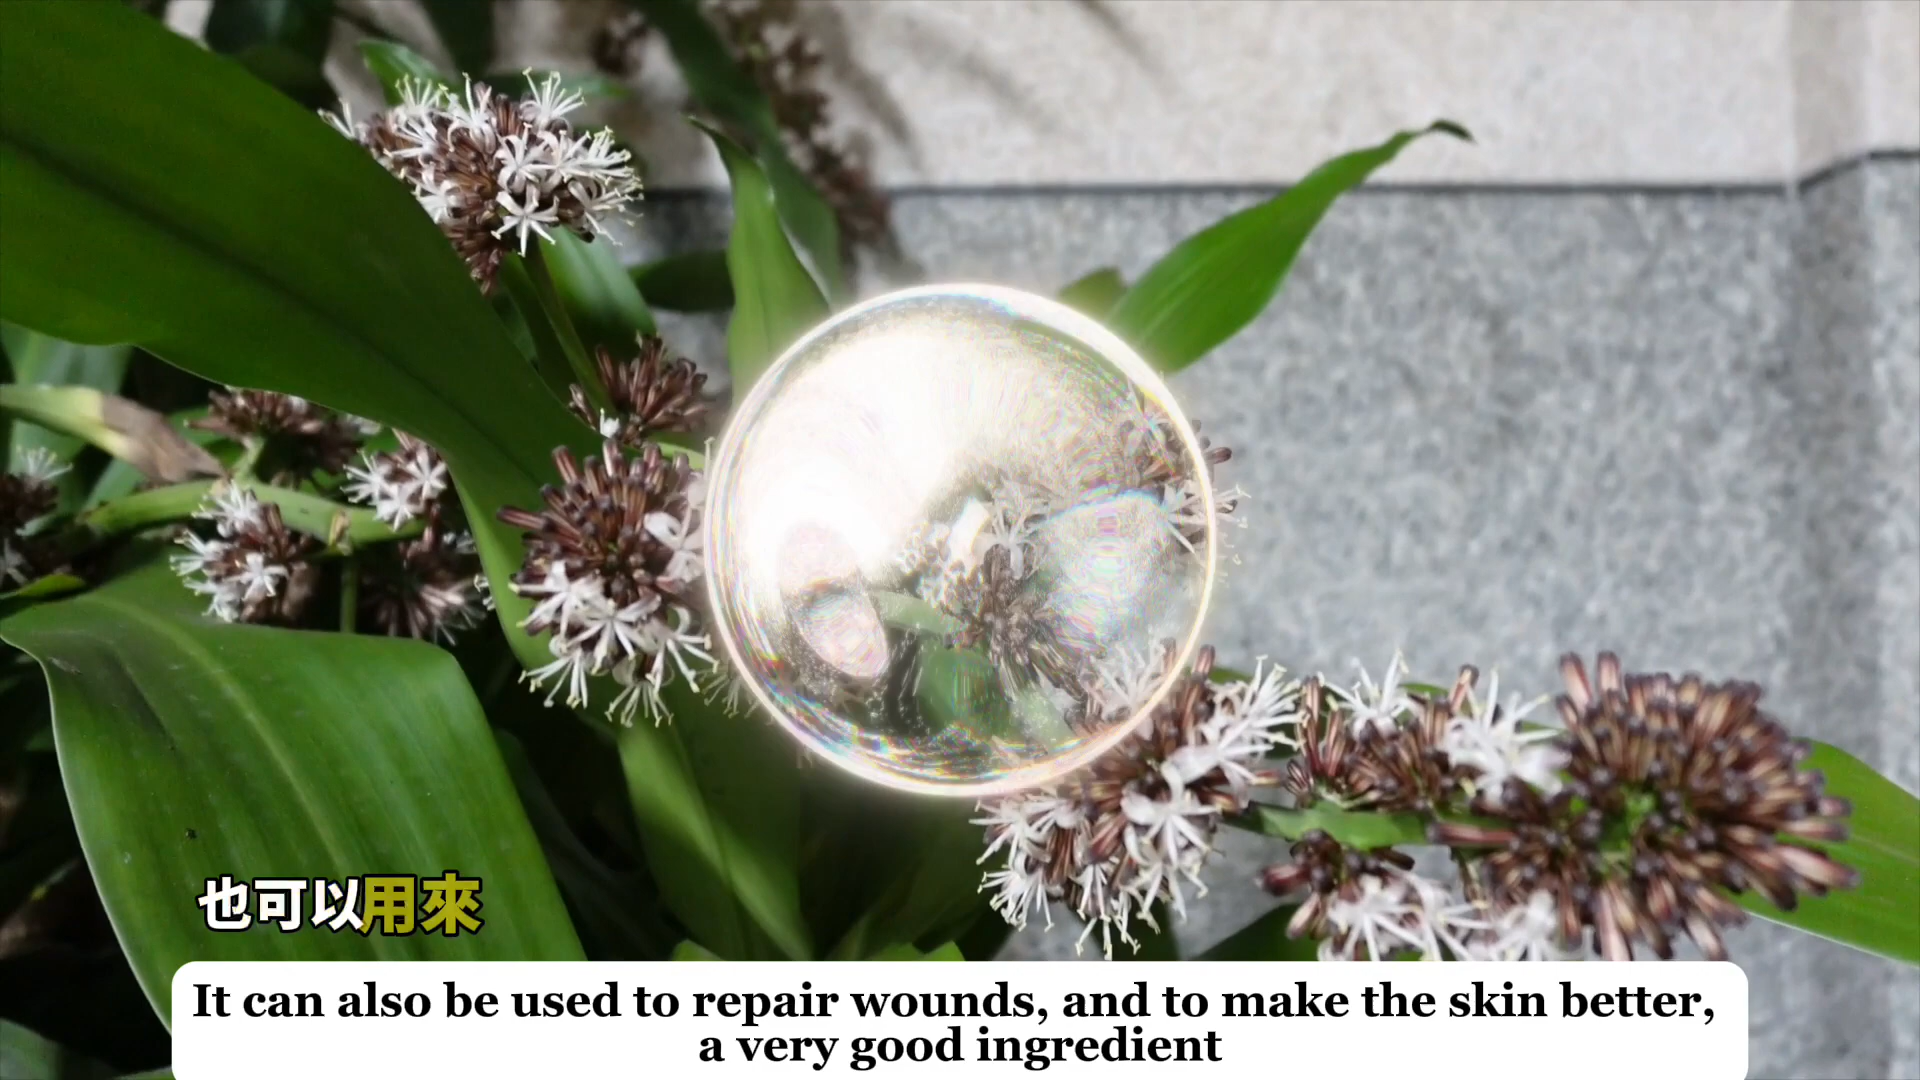 也可以用來
It can also be used to repair wounds, and to make the skin better,
a very good ingredient